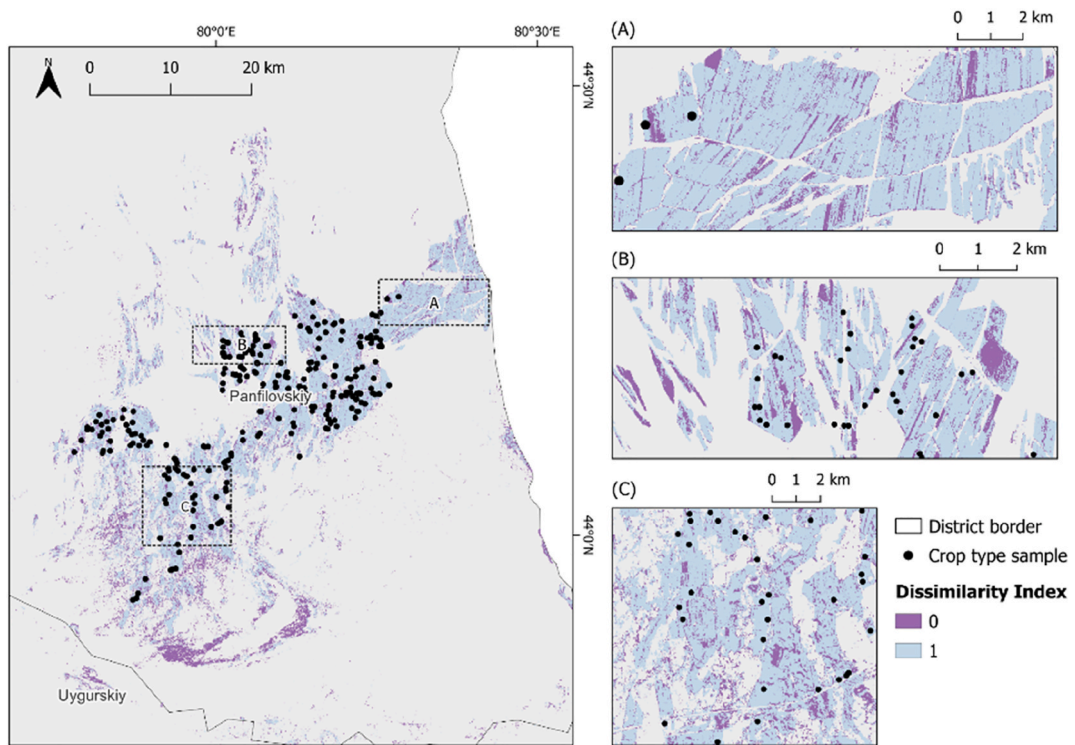 80°0'E
80°30'E
N
0 10 20 km
44°30'N
A
B
Panfilovskiy
C
44°0'N
Uygurskiy
(A)
0 1 2 km
(B)
0 1 2 km
(C)
0 1 2 km
District border
Crop type sample
Dissimilarity Index
0
1